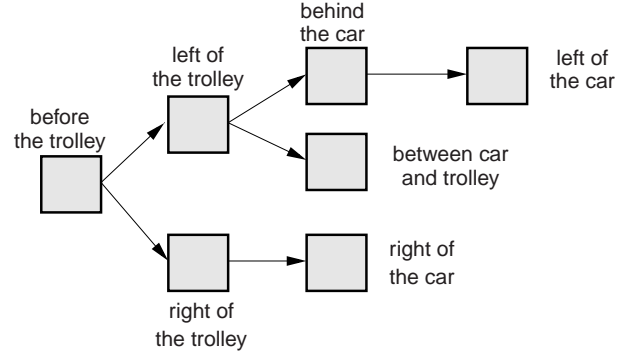 behind
the car
left of
the trolley
left of
the car
before
the trolley
between car
and trolley
right of
the car
right of
the trolley